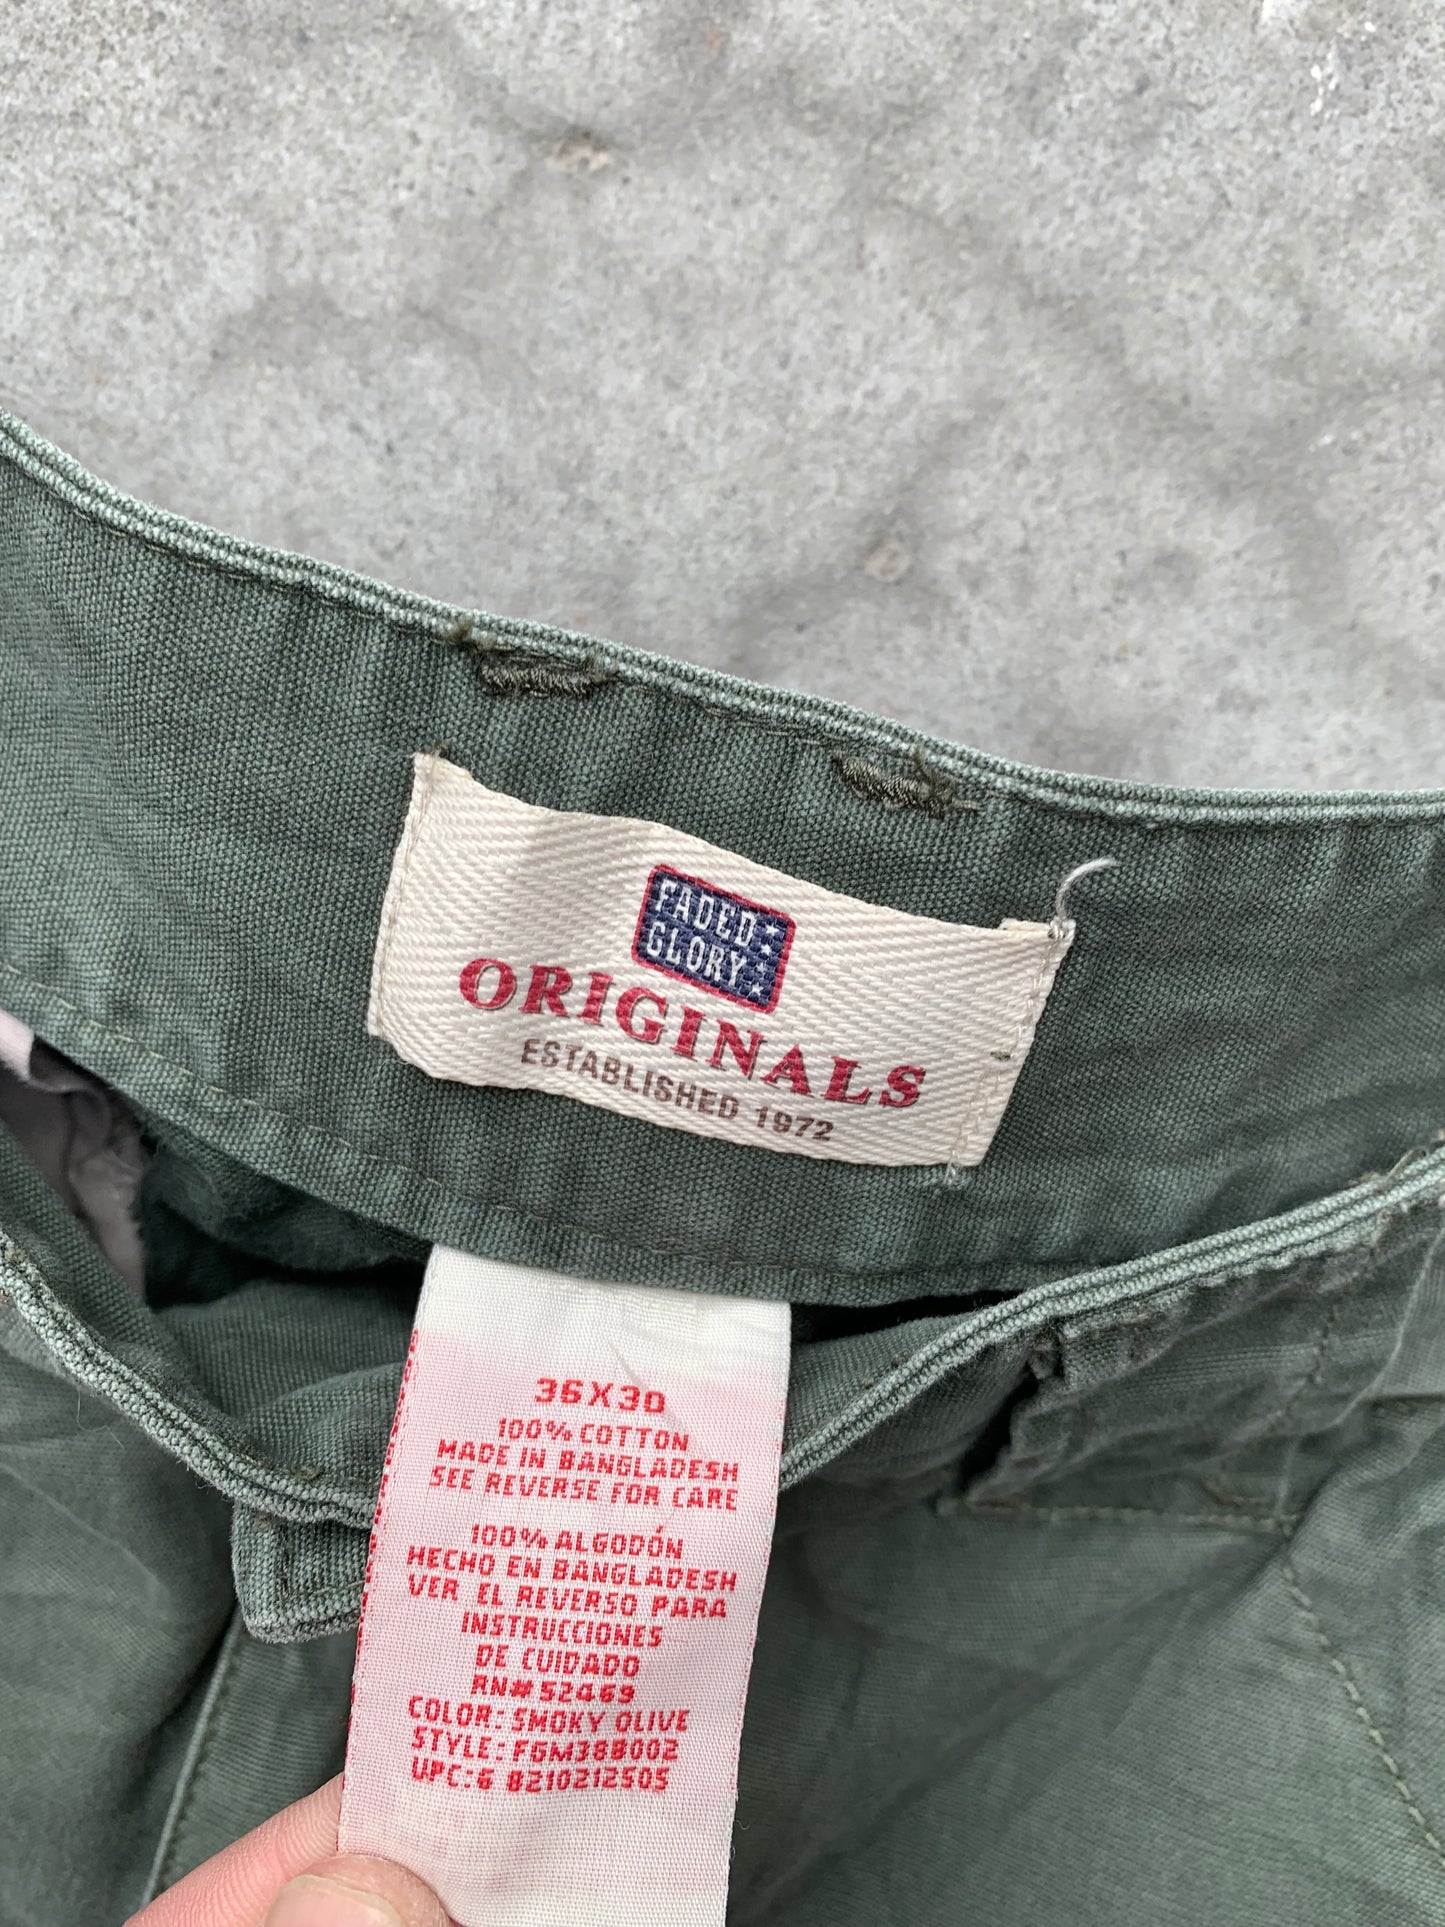 FADED
GLORY
ORIGINALS
ESTABLISHED 1972
36X30
100% COTTON
MADE IN BANGLADESH
SEE REVERSE FOR CARE
100% ALGODÓN
HECHO EN BANGLADESH
VER EL REVERSO PARA
INSTRUCCIONES
DE CUIDADO
RN# 52469
COLOR: SMOKY OLIVE
STYLE: FGM38B002
UPC: 6 8210212505